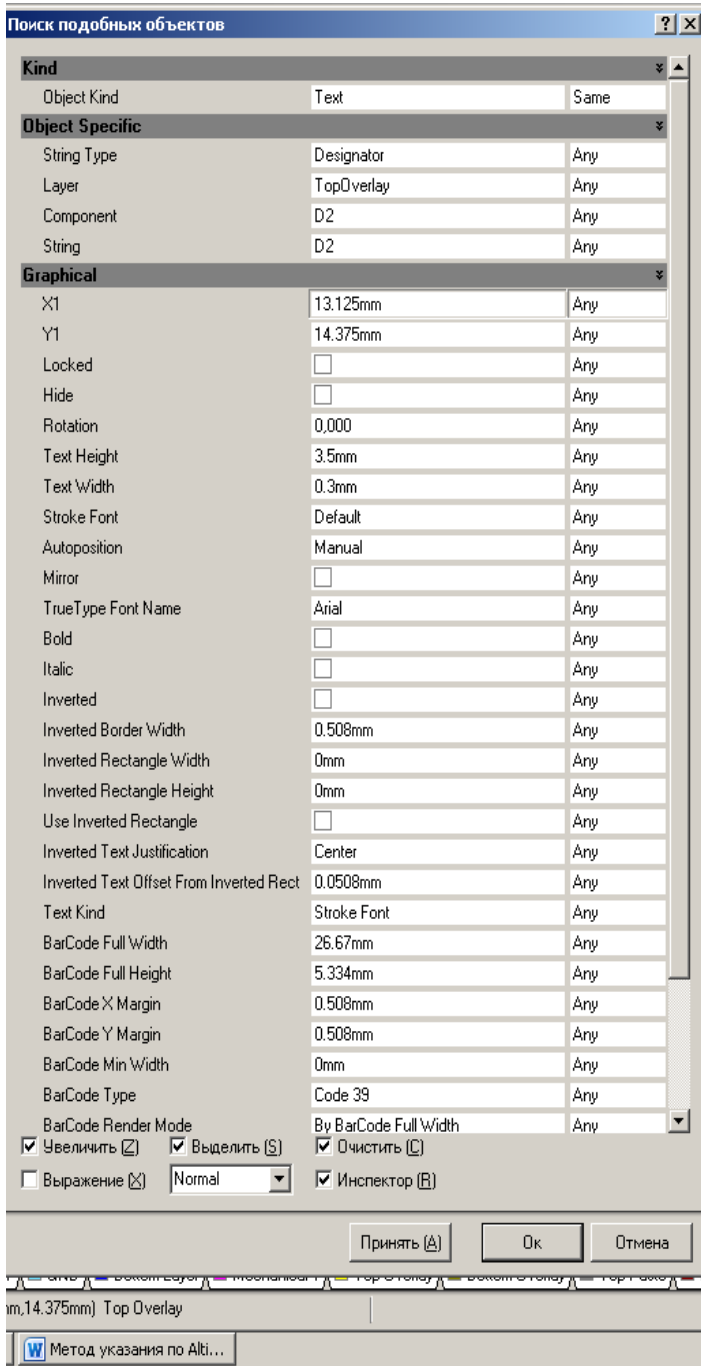 Поиск подобных объектов
Kind
Object Kind Text Same
Object Specific
String Type Designator Any
Layer TopOverlay Any
Component D2 Any
String D2 Any
Graphical
X1 13.125mm Any
Y1 14.375mm Any
Locked Any
Hide Any
Rotation 0,000 Any
Text Height 3.5mm Any
Text Width 0.3mm Any
Stroke Font Default Any
Autoposition Manual Any
Mirror Any
TrueType Font Name Arial Any
Bold Any
Italic Any
Inverted Any
Inverted Border Width 0.508mm Any
Inverted Rectangle Width 0mm Any
Inverted Rectangle Height 0mm Any
Use Inverted Rectangle Any
Inverted Text Justification Center Any
Inverted Text Offset From Inverted Rect 0.0508mm Any
Text Kind Stroke Font Any
BarCode Full Width 26.67mm Any
BarCode Full Height 5.334mm Any
BarCode X Margin 0.508mm Any
BarCode Y Margin 0.508mm Any
BarCode Min Width 0mm Any
BarCode Type Code 39 Any
BarCode Render Mode By BarCode Full Width Any
Увеличить (Z) Выделить (S) Очистить (C)
Выражение (X) Normal Инспектор (R)
Принять (A) Ок Отмена
mm,14.375mm) Top Overlay
Метод указания по Alti...